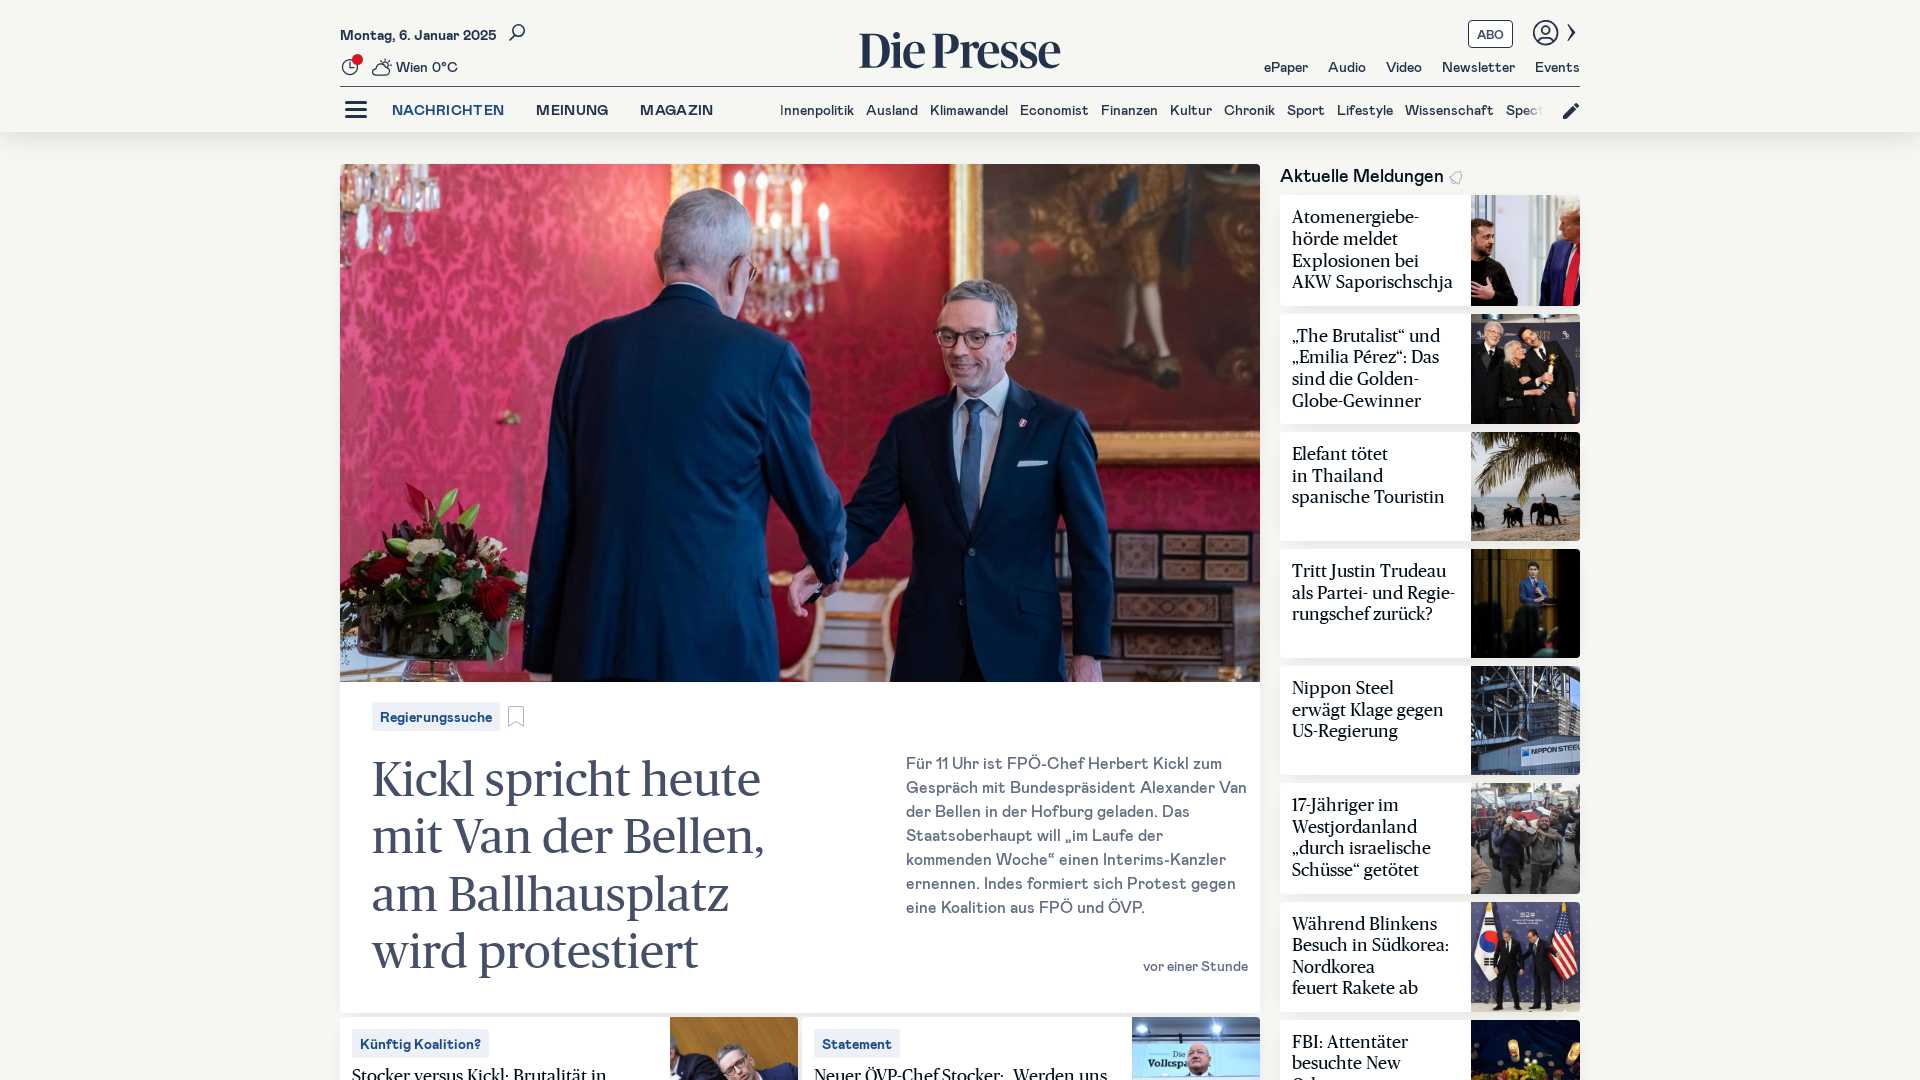 Montag, 6. Januar 2025
Wien 0°C
Die Presse
ABO
ePaper
Audio
Video
Newsletter
Events
NACHRICHTEN
MEINUNG
MAGAZIN
Innenpolitik
Ausland
Klimawandel
Economist
Finanzen
Kultur
Chronik
Sport
Lifestyle
Wissenschaft
Spect
Regierungssuche
Kickl spricht heute
mit Van der Bellen,
am Ballhausplatz
wird protestiert
Für 11 Uhr ist FPÖ-Chef Herbert Kickl zum
Gespräch mit Bundespräsident Alexander Van
der Bellen in der Hofburg geladen. Das
Staatsoberhaupt will „im Laufe der
kommenden Woche“ einen Interims-Kanzler
ernennen. Indes formiert sich Protest gegen
eine Koalition aus FPÖ und ÖVP.
vor einer Stunde
Künftig Koalition?
Stocker versus Kickl: Brutalität in
Statement
Neuer ÖVP-Chef Stocker: „Werden uns
Die
Volkspa
Aktuelle Meldungen
Atomenergiebe-
hörde meldet
Explosionen bei
AKW Saporischschja
„The Brutalist“ und
„Emilia Pérez“: Das
sind die Golden-
Globe-Gewinner
Elefant tötet
in Thailand
spanische Touristin
Tritt Justin Trudeau
als Partei- und Regie-
rungschef zurück?
Nippon Steel
erwägt Klage gegen
US-Regierung
NIPPON STEEL
17-Jähriger im
Westjordanland
„durch israelische
Schüsse“ getötet
Während Blinkens
Besuch in Südkorea:
Nordkorea
feuert Rakete ab
FBI: Attentäter
besuchte New